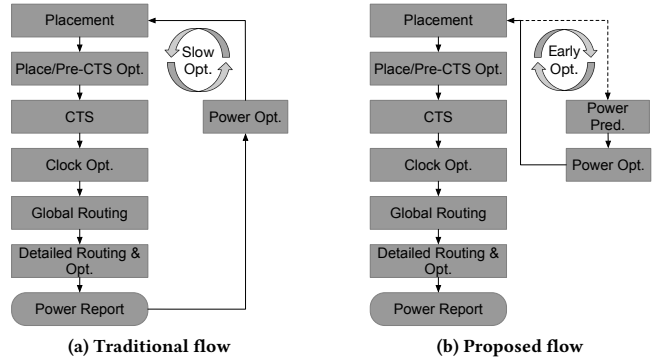 Placement
Place/Pre-CTS Opt.
CTS
Clock Opt.
Global Routing
Detailed Routing &
Opt.
Power Report
Slow
Opt.
Power Opt.
(a) Traditional flow
Placement
Place/Pre-CTS Opt.
CTS
Clock Opt.
Global Routing
Detailed Routing &
Opt.
Power Report
Early
Opt.
Power
Pred.
Power Opt.
(b) Proposed flow